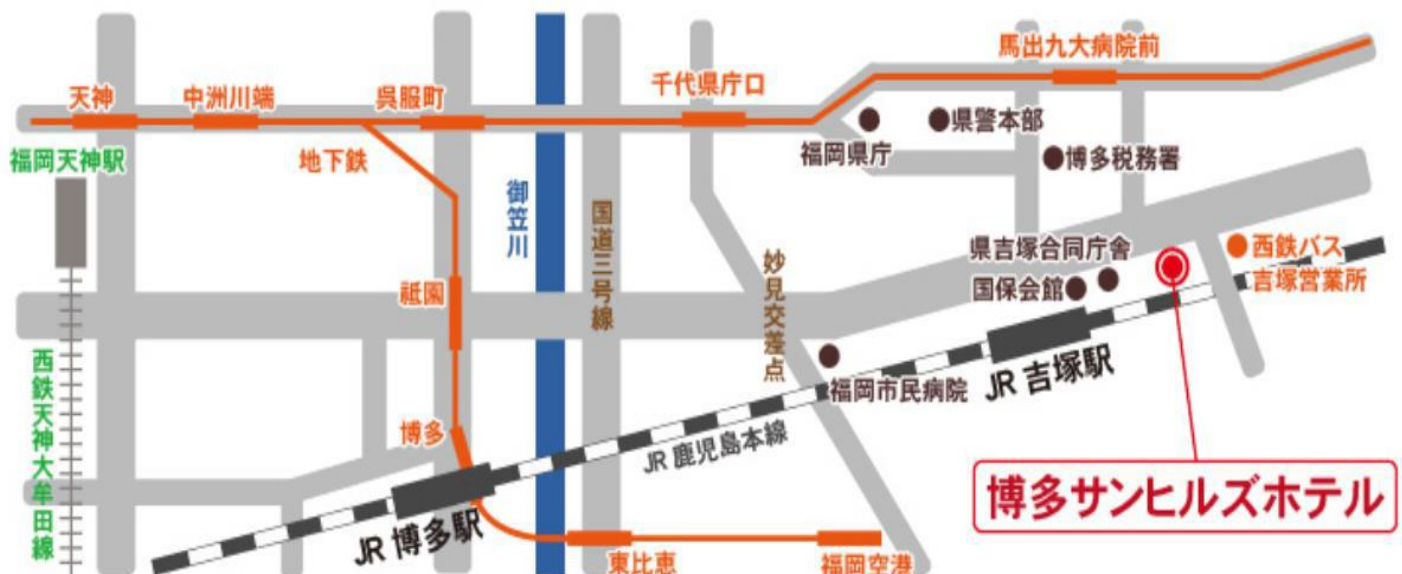 馬出九大病院前
千代県庁口
天神
中洲川端
呉服町
県警本部
福岡県庁
博多税務署
福岡天神駅
地下鉄
御笠川
国道三号線
妙見交差点
県吉塚合同庁舎
西鉄バス
吉塚営業所
国保会館
祗園
JR 吉塚駅
福岡市民病院
西鉄天神大牟田線
博多
JR 鹿児島本線
博多サンヒルズホテル
JR 博多駅
東比恵
福岡空港